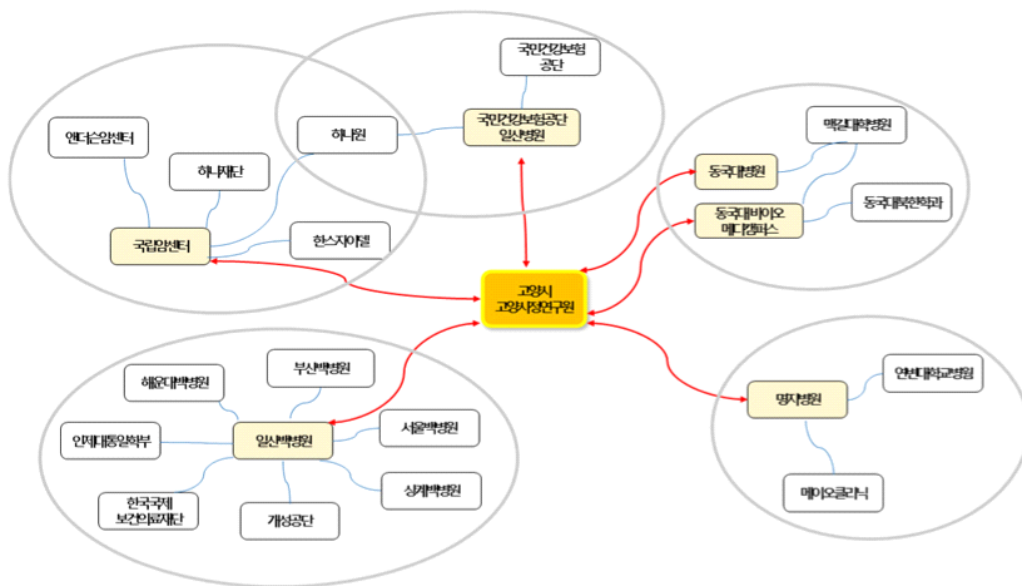 국민건강보험
공단
앤더슨암센터
하나원
국민건강보험공단
일산병원
맥길대학병원
하나재단
동국대병원
동국대북한학과
동국대바이오
메디캠퍼스
국립암센터
한스자이델
고양시
고양시정연구원
부산백병원
해운대백병원
연변대학교병원
명지병원
서울백병원
인제대통일학부
일산백병원
상계백병원
메이오클리닉
한국국제
보건의료재단
개성공단